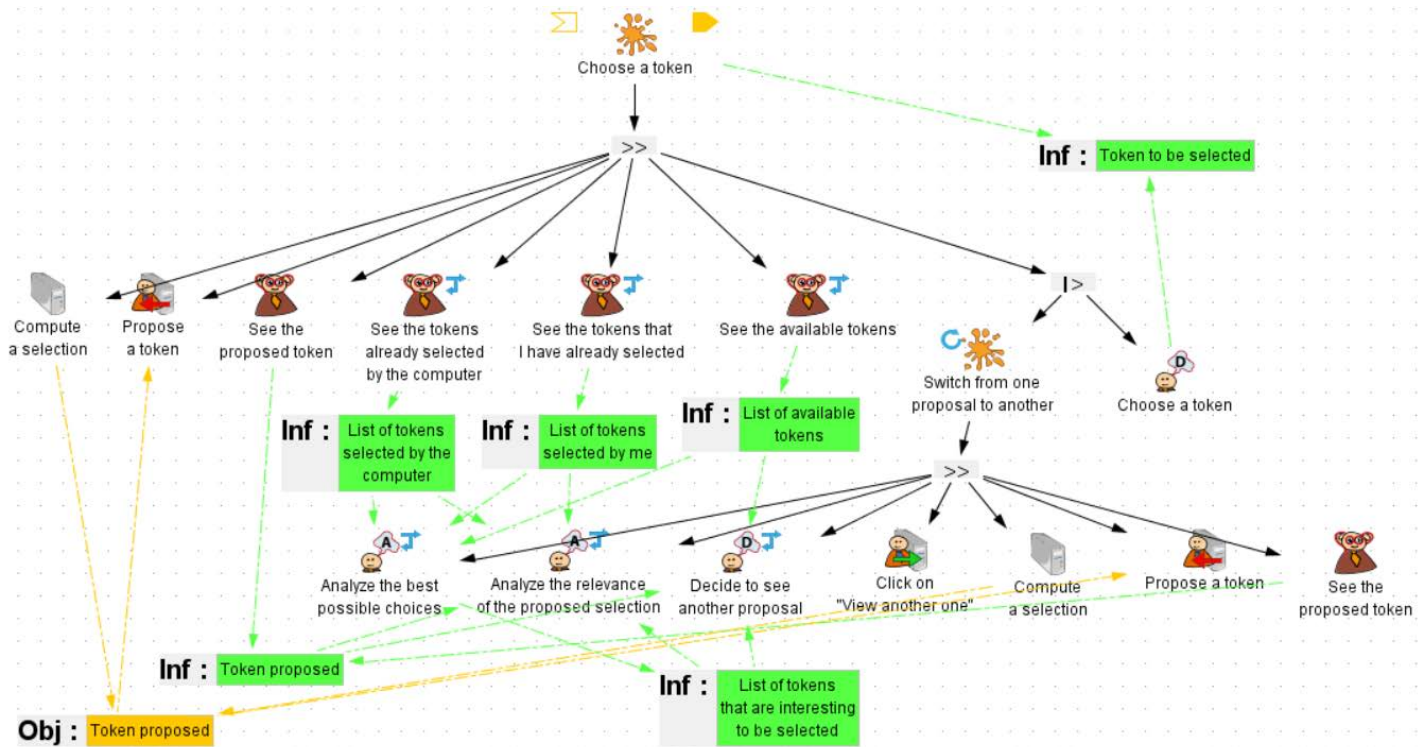 Choose a token
>>
Inf : Token to be selected
I >
Compute
a selection
Propose
a token
See the
proposed token
See the tokens
already selected
by the computer
See the tokens that
I have already selected
See the available tokens
Switch from one
proposal to another
D
Choose a token
Inf : List of tokens
selected by the
computer
Inf : List of tokens
selected by me
Inf : List of available
tokens
>>
A
Analyze the best
possible choices
A
Analyze the relevance
of the proposed selection
D
Decide to see
another proposal
Click on
"View another one"
Compute
a selection
Propose a token
See the
proposed token
Inf : Token proposed
Inf : List of tokens
that are interesting
to be selected
Obj : Token proposed